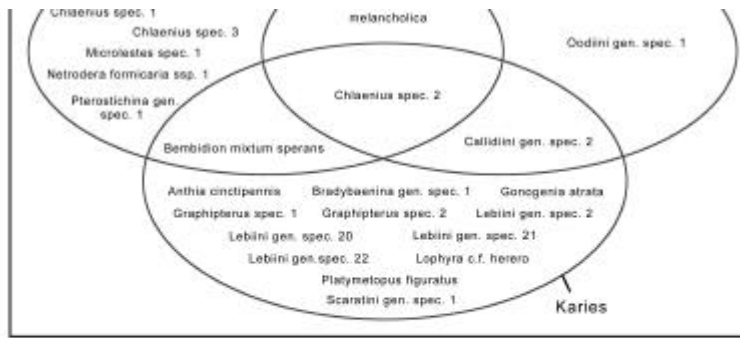 Chlaenius spec. 1
melancholica
Chlaenius spec. 3
Oodiini gen. spec. 1
Microlestes spec. 1
Netrodera formicaria ssp. 1
Chlaenius spec. 2
Pterostichina gen.
spec. 1
Callidiini gen. spec. 2
Bembidion mixtum sperans
Anthia cinctipennis Bradybaenina gen. spec. 1 Gonogenia atrata
Graphipterus spec. 1 Graphipterus spec. 2 Lebiini gen. spec. 2
Lebiini gen. spec. 20 Lebiini gen. spec. 21
Lebiini gen.spec. 22 Lophyra c.f. herero
Platymetopus figuratus
Scaratini gen. spec. 1
Karies